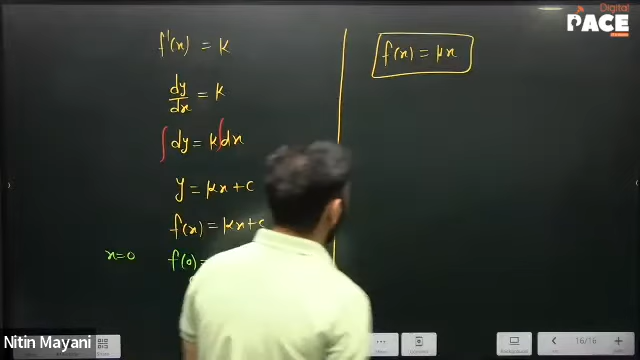 Digital
PACE
f'(x) = k
dy/dx = k
∫dy = k∫dx
y = kx + c
f(x) = kx + c
x=0 f(0) =
f(x) = kx
Nitin Mayani
16/16